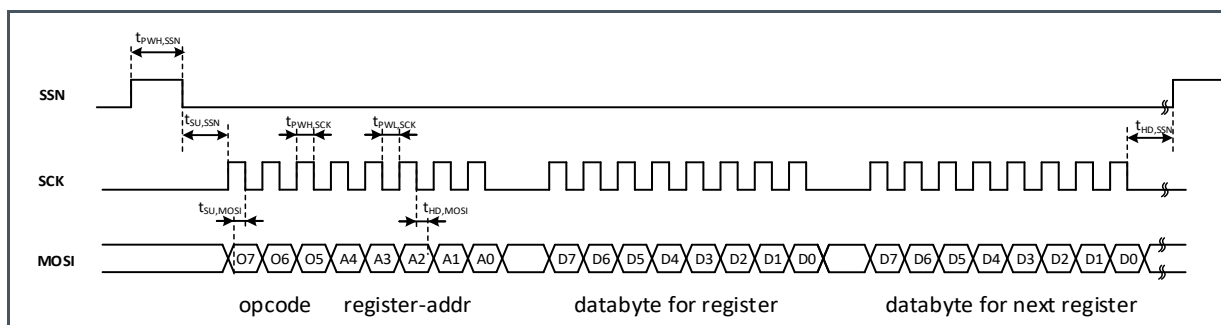 tPWH,SSN
SSN
tSU,SSN
tPWH,SCK
tPWL,SCK
tHD,SSN
SCK
tSU,MOSI
tHD,MOSI
MOSI
O7 O6 O5 A4 A3 A2 A1 A0 D7 D6 D5 D4 D3 D2 D1 D0 D7 D6 D5 D4 D3 D2 D1 D0
opcode register-addr databyte for register databyte for next register